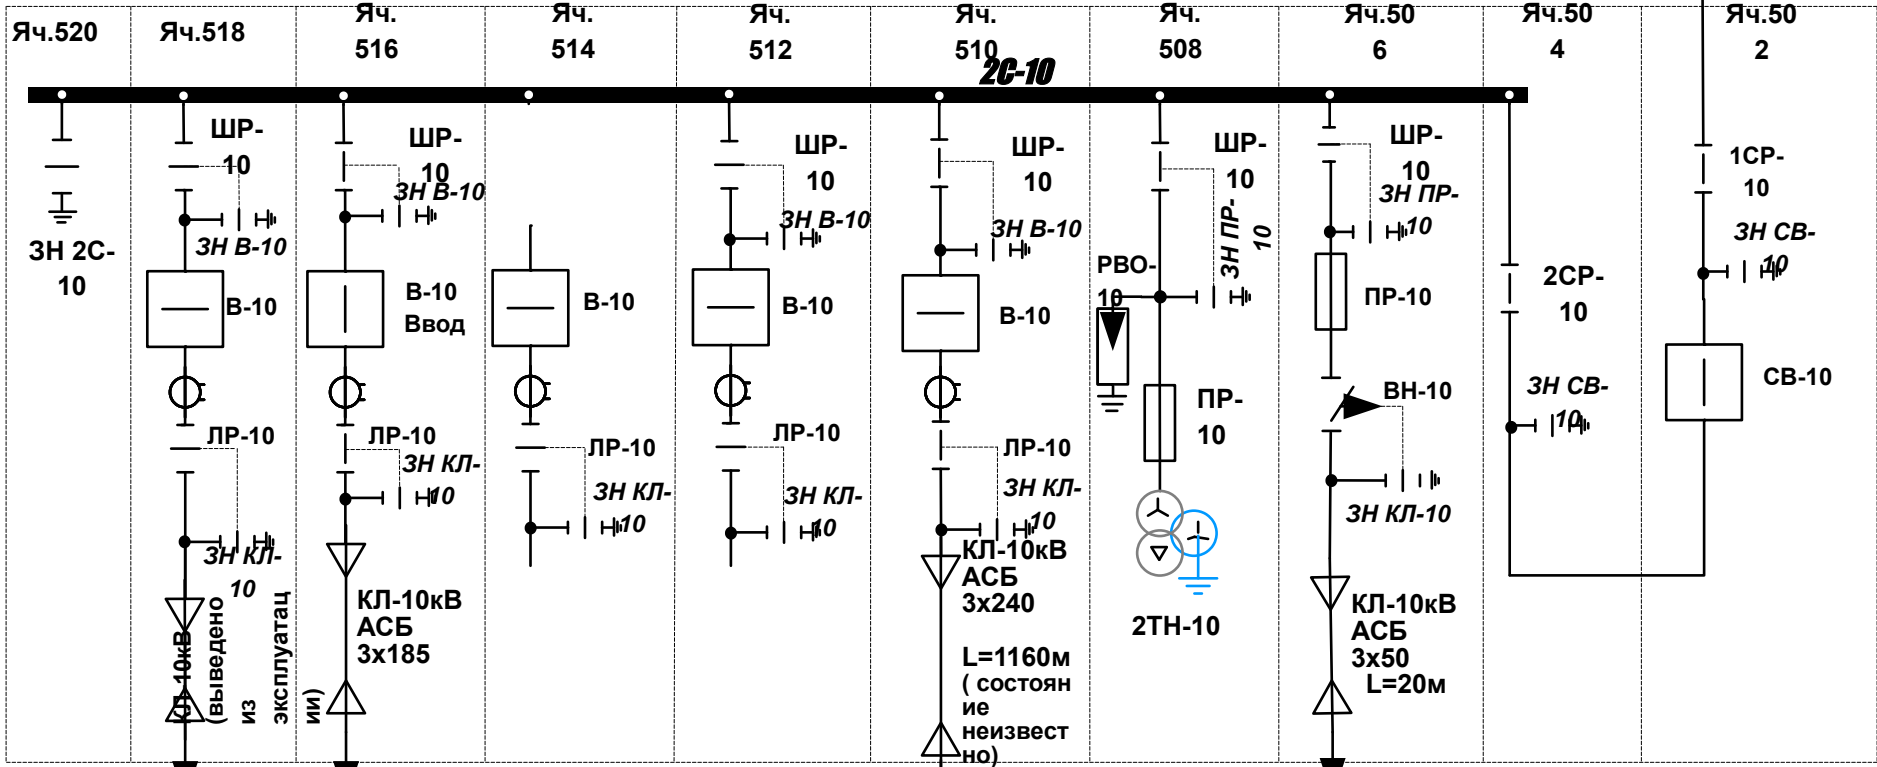 Яч.520
Яч.518
Яч.
516
Яч.
514
Яч.
512
Яч.
510
Яч.
508
Яч.50
6
Яч.50
4
Яч.50
2
2С-10
ЗН 2С-
10
ШР-
10
ЗН В-10
В-10
ЛР-10
ЗН КЛ-
10
КЛ-10кВ
(выведено
из
эксплуатац
ии)
ШР-
10
ЗН В-10
В-10
Ввод
ЛР-10
ЗН КЛ-
10
КЛ-10кВ
АСБ
3х185
В-10
ЛР-10
ЗН КЛ-
10
ШР-
10
ЗН В-10
В-10
ЛР-10
ЗН КЛ-
10
ШР-
10
ЗН В-10
В-10
ЛР-10
ЗН КЛ-
10
КЛ-10кВ
АСБ
3х240
L=1160м
( состоян
ие
неизвест
но)
ШР-
10
ЗН ПР-
10
РВО-
10
ПР-
10
2ТН-10
ШР-
10
ЗН ПР-
10
ПР-10
ВН-10
ЗН КЛ-10
КЛ-10кВ
АСБ
3х50
L=20м
2СР-
10
ЗН СВ-
10
1СР-
10
ЗН СВ-
10
СВ-10